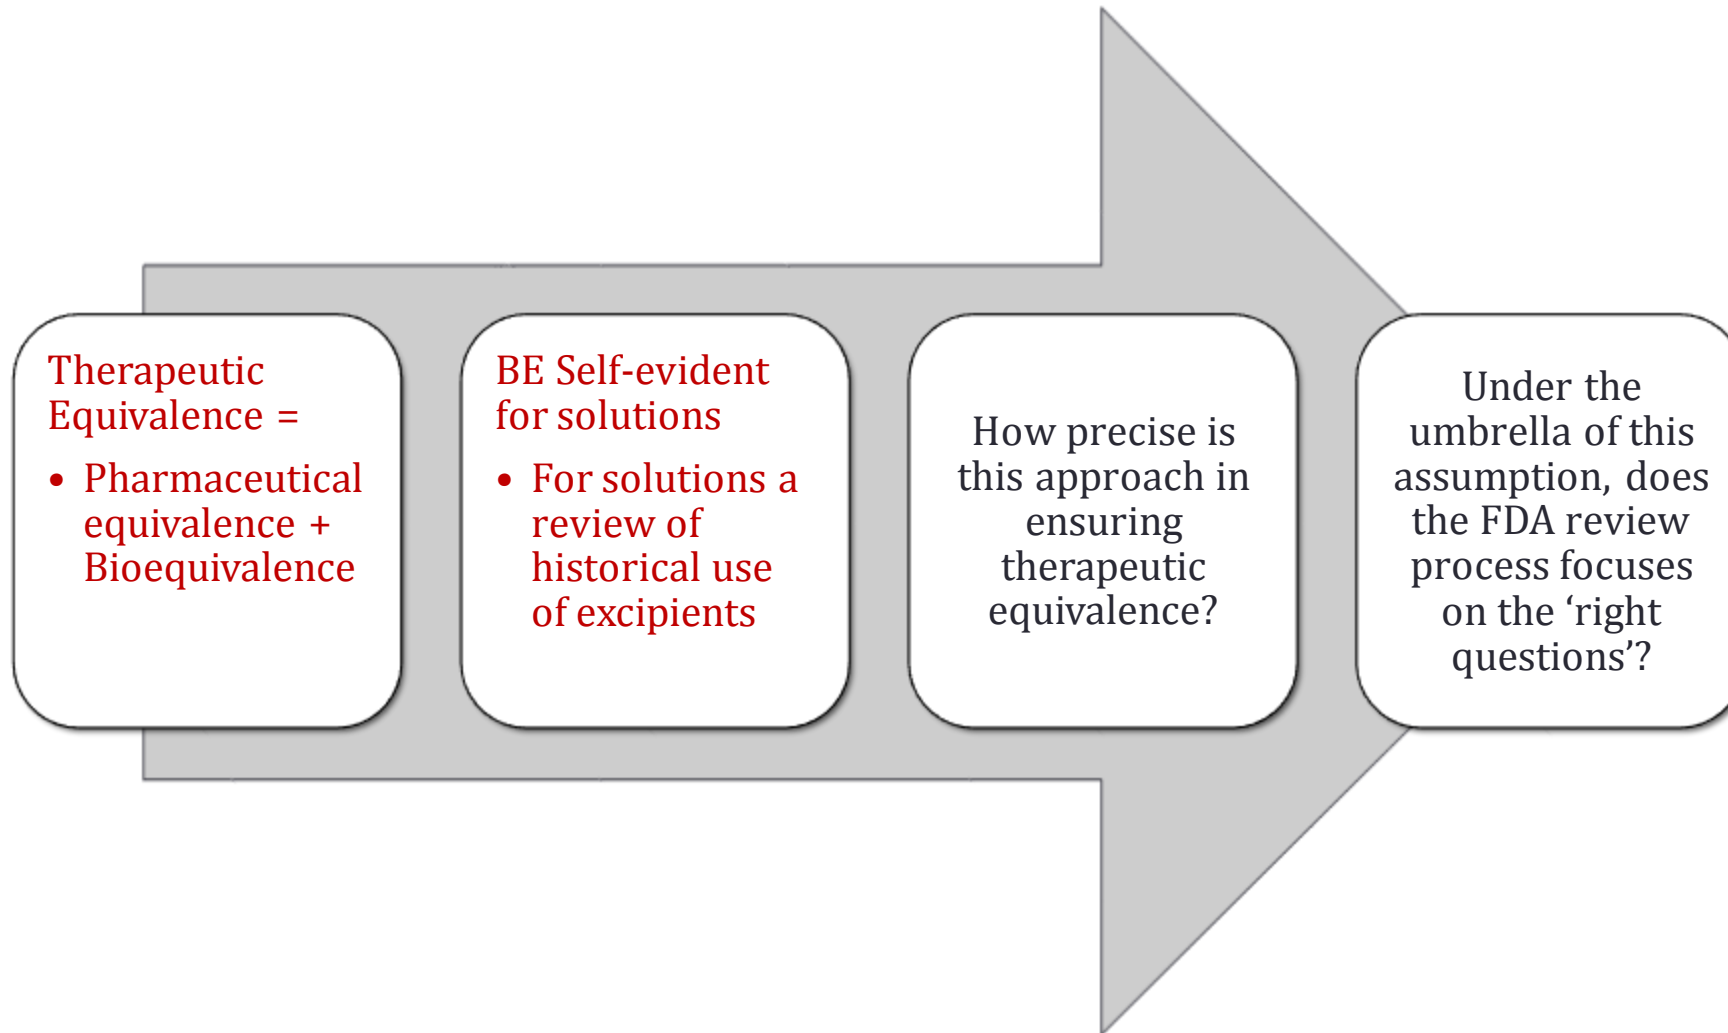 Therapeutic
Equivalence =
• Pharmaceutical
equivalence +
Bioequivalence
BE Self-evident
for solutions
• For solutions a
review of
historical use
of excipients
How precise is
this approach in
ensuring
therapeutic
equivalence?
Under the
umbrella of this
assumption, does
the FDA review
process focuses
on the ‘right
questions’?